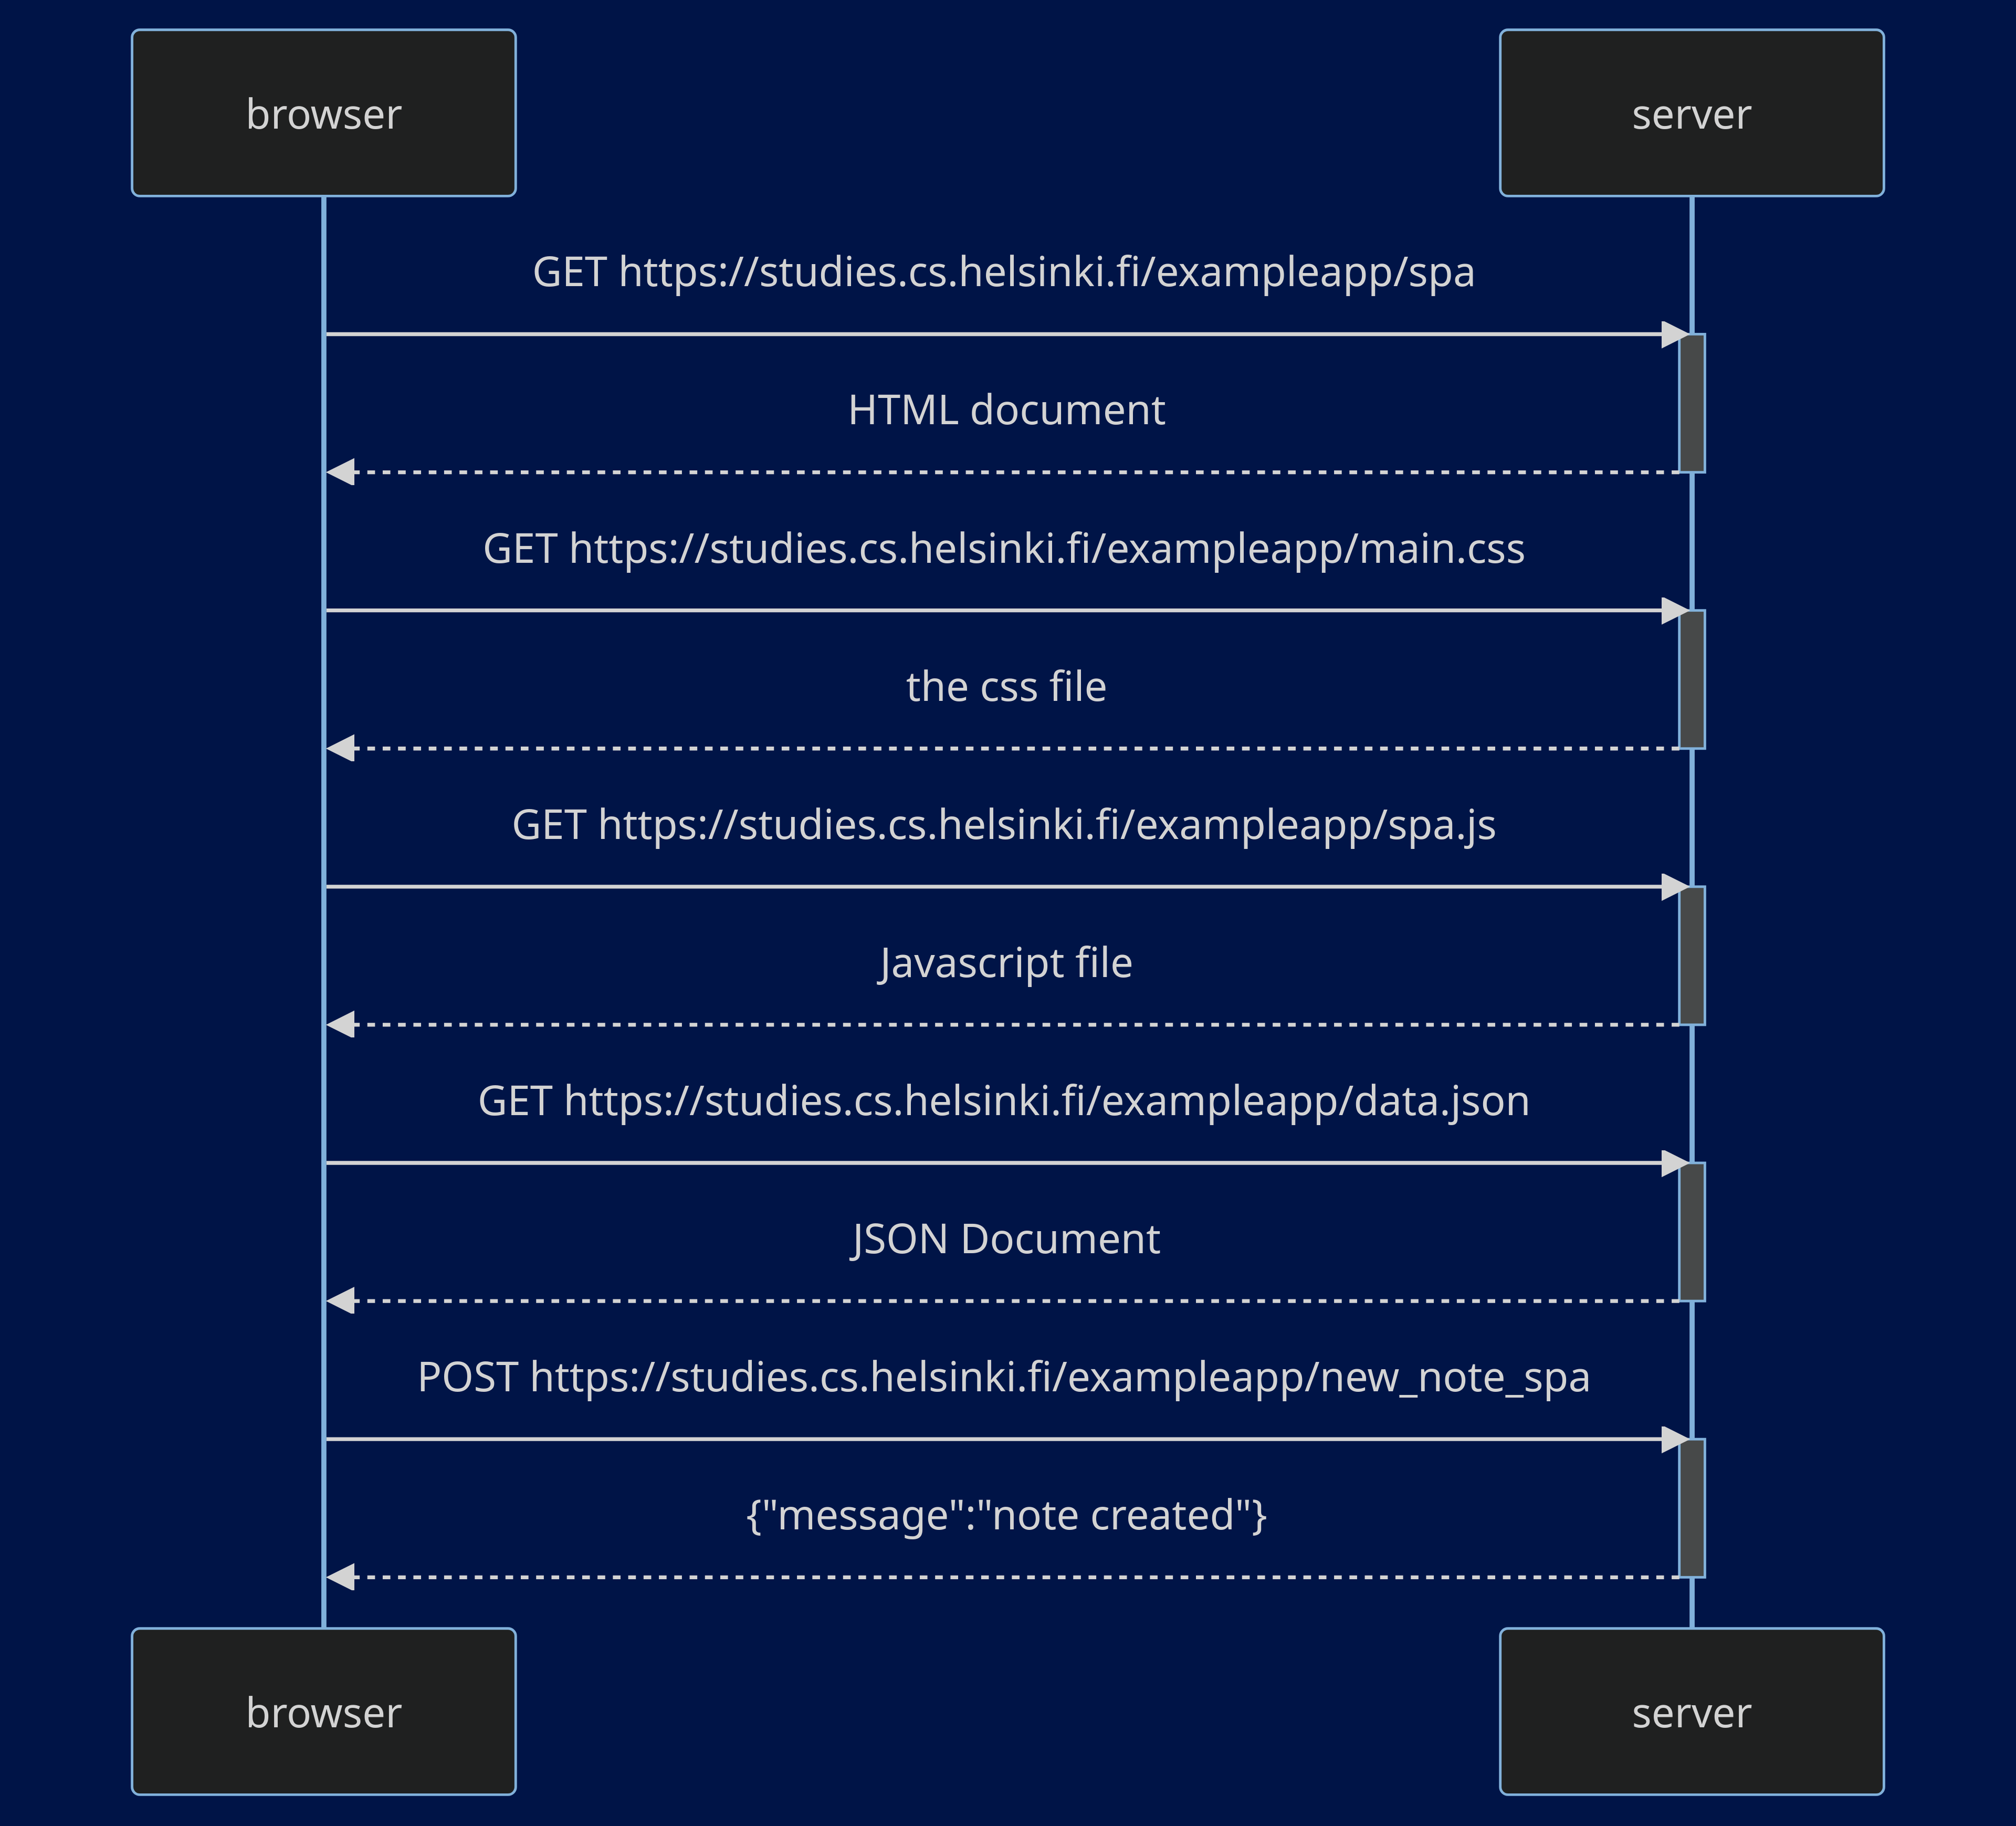 browser
server
GET https://studies.cs.helsinki.fi/exampleapp/spa
HTML document
GET https://studies.cs.helsinki.fi/exampleapp/main.css
the css file
GET https://studies.cs.helsinki.fi/exampleapp/spa.js
Javascript file
GET https://studies.cs.helsinki.fi/exampleapp/data.json
JSON Document
POST https://studies.cs.helsinki.fi/exampleapp/new_note_spa
{"message":"note created"}
browser
server